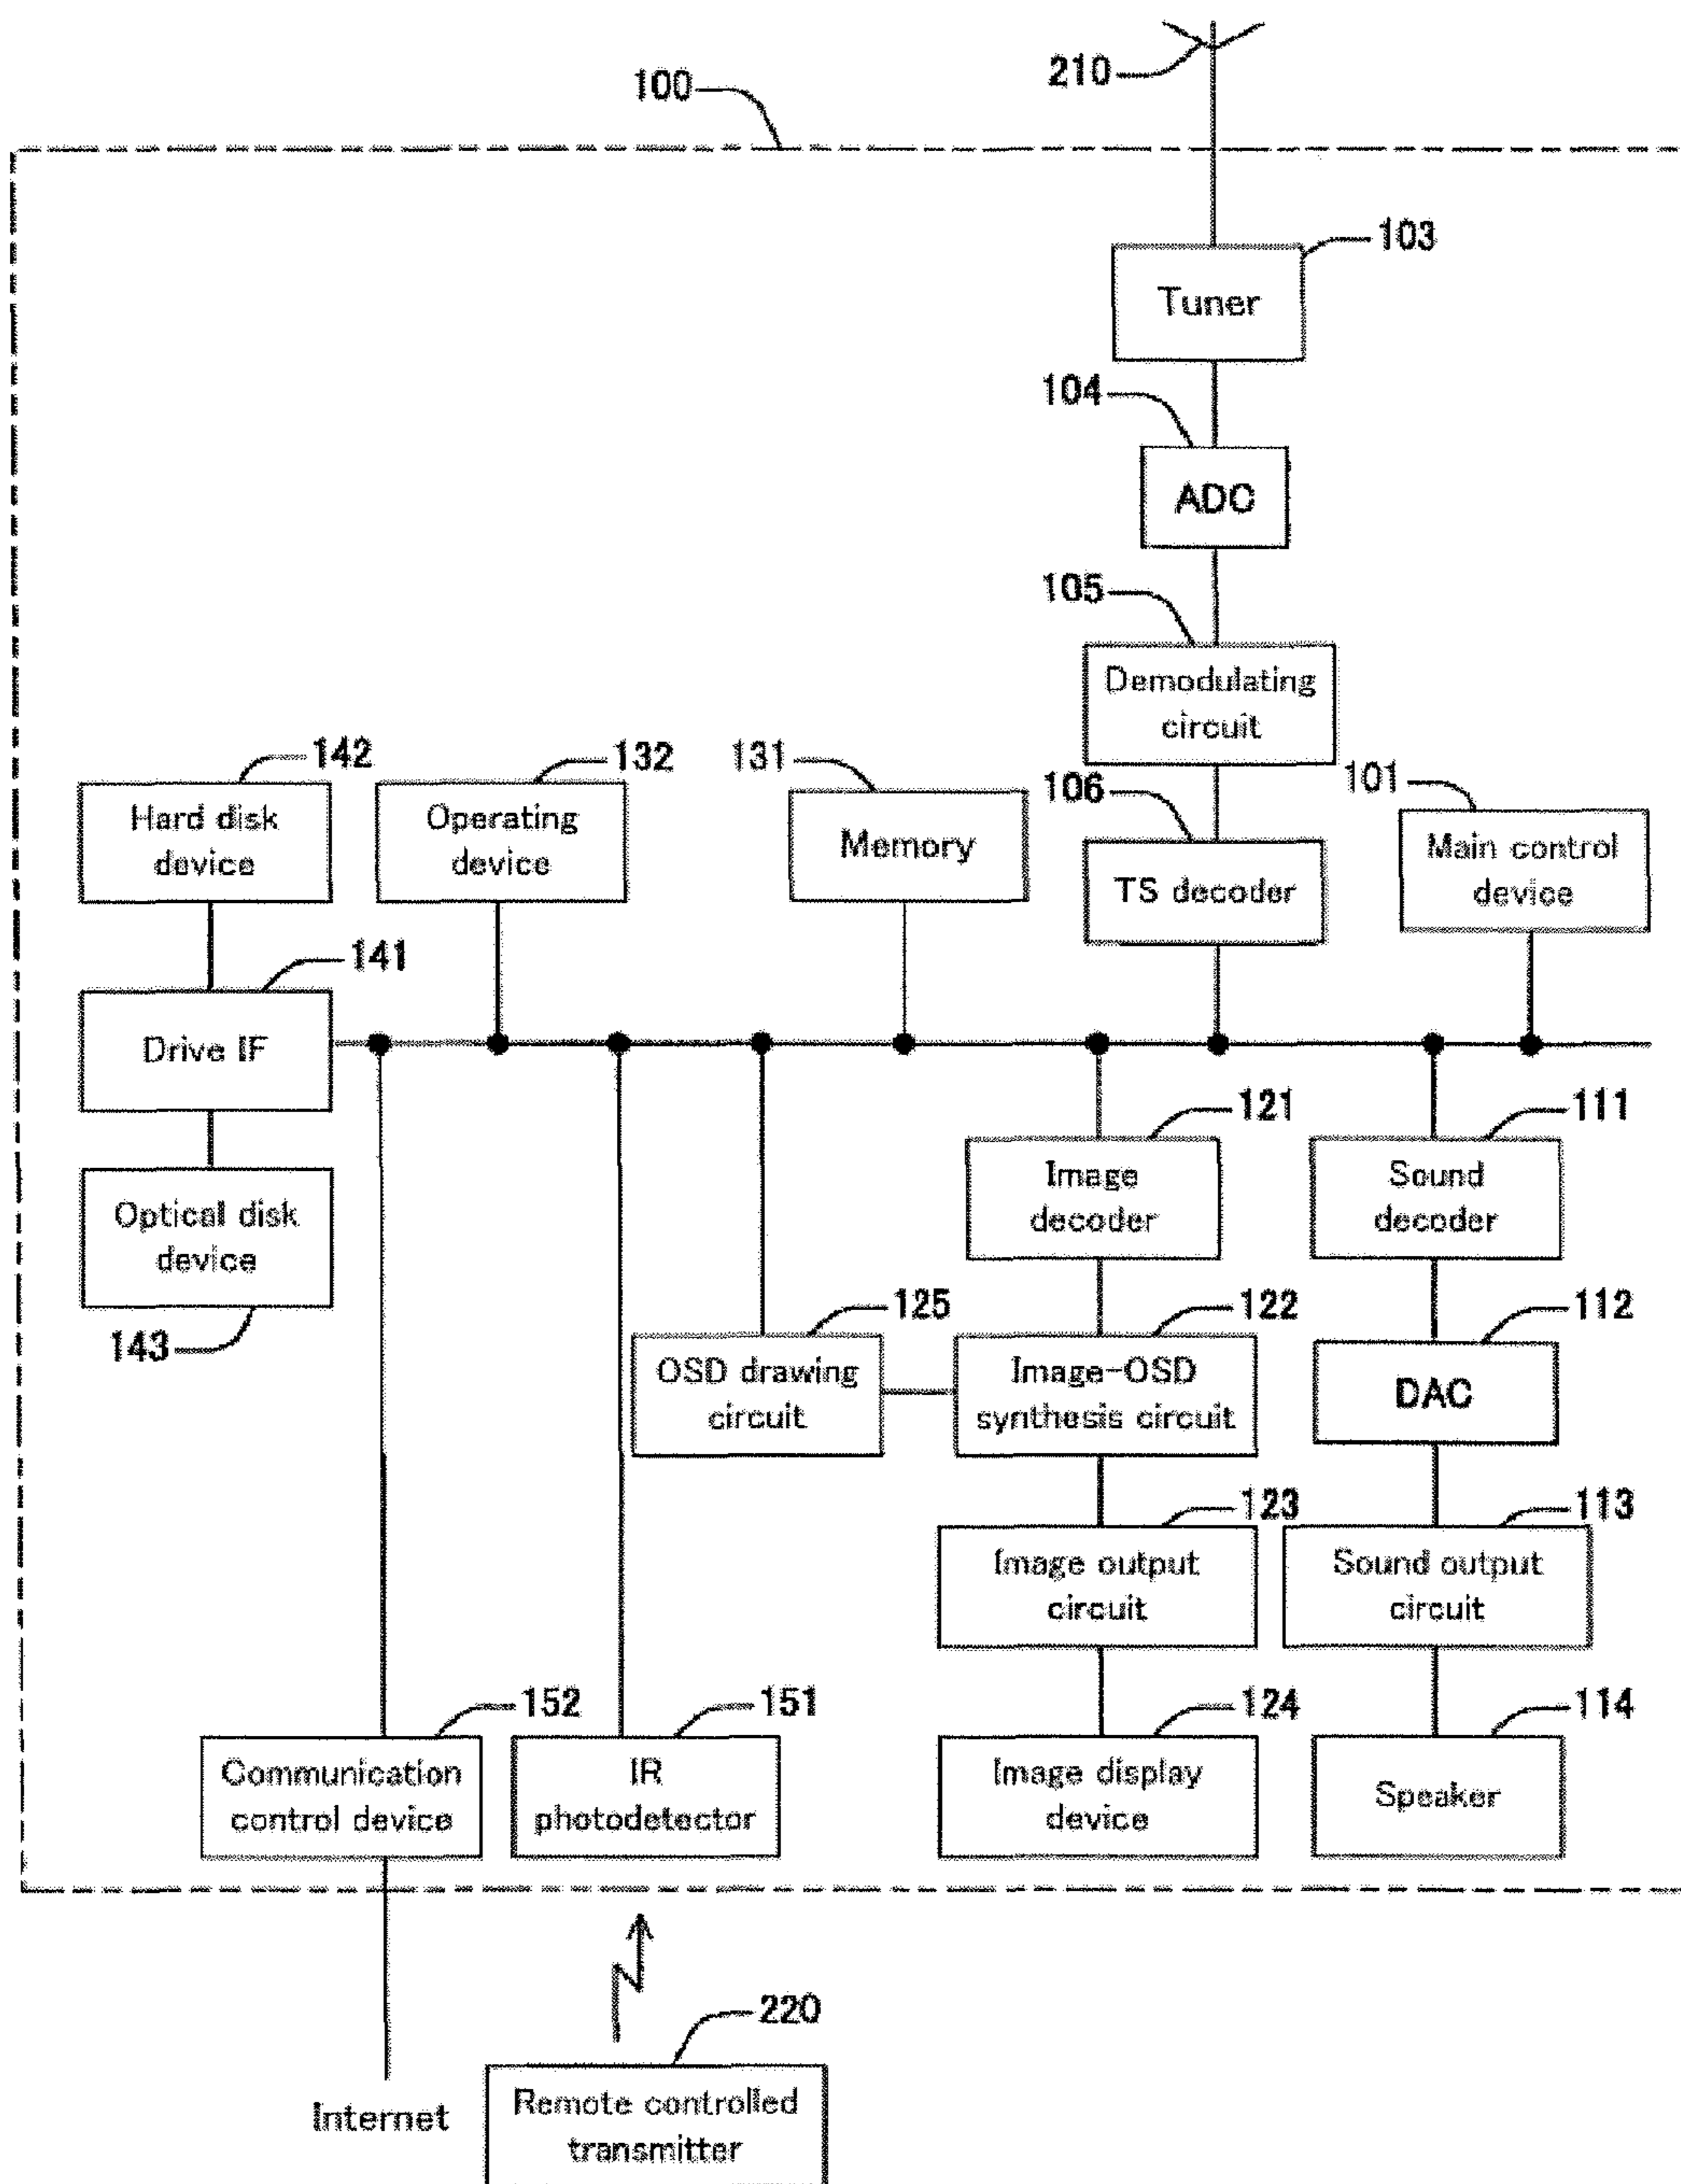 210
100
103
Tuner
104
ADC
105
Demodulating
circuit
142
132
131
106
101
Hard disk
device
Operating
device
Memory
TS decoder
Main control
device
141
Drive IF
121
111
Image
decoder
Sound
decoder
Optical disk
device
143
125
122
112
OSD drawing
circuit
Image-OSD
synthesis circuit
DAC
123
113
Image output
circuit
Sound output
circuit
152
151
124
114
Communication
control device
IR
photodetector
Image display
device
Speaker
220
Internet
Remote controlled
transmitter